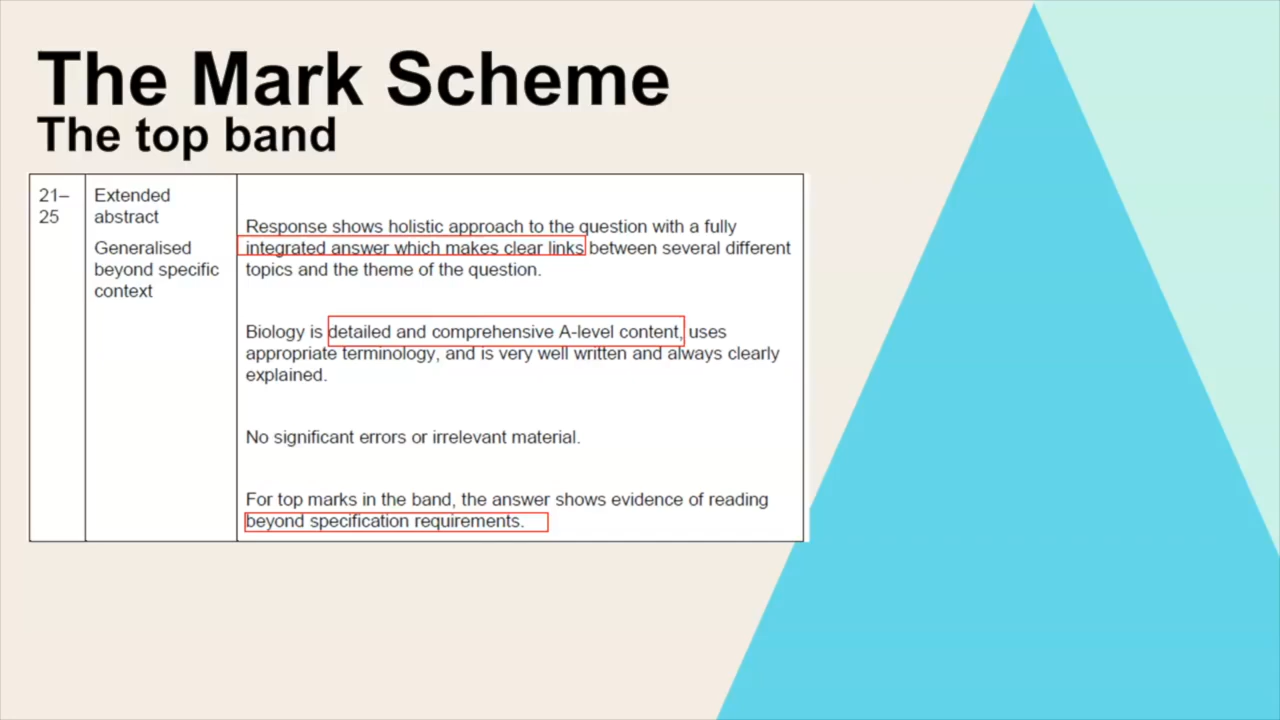 The Mark Scheme
The top band
21–
25
Extended
abstract
Generalised
beyond specific
context
Response shows holistic approach to the question with a fully
integrated answer which makes clear links between several different
topics and the theme of the question.
Biology is detailed and comprehensive A-level content, uses
appropriate terminology, and is very well written and always clearly
explained.
No significant errors or irrelevant material.
For top marks in the band, the answer shows evidence of reading
beyond specification requirements.